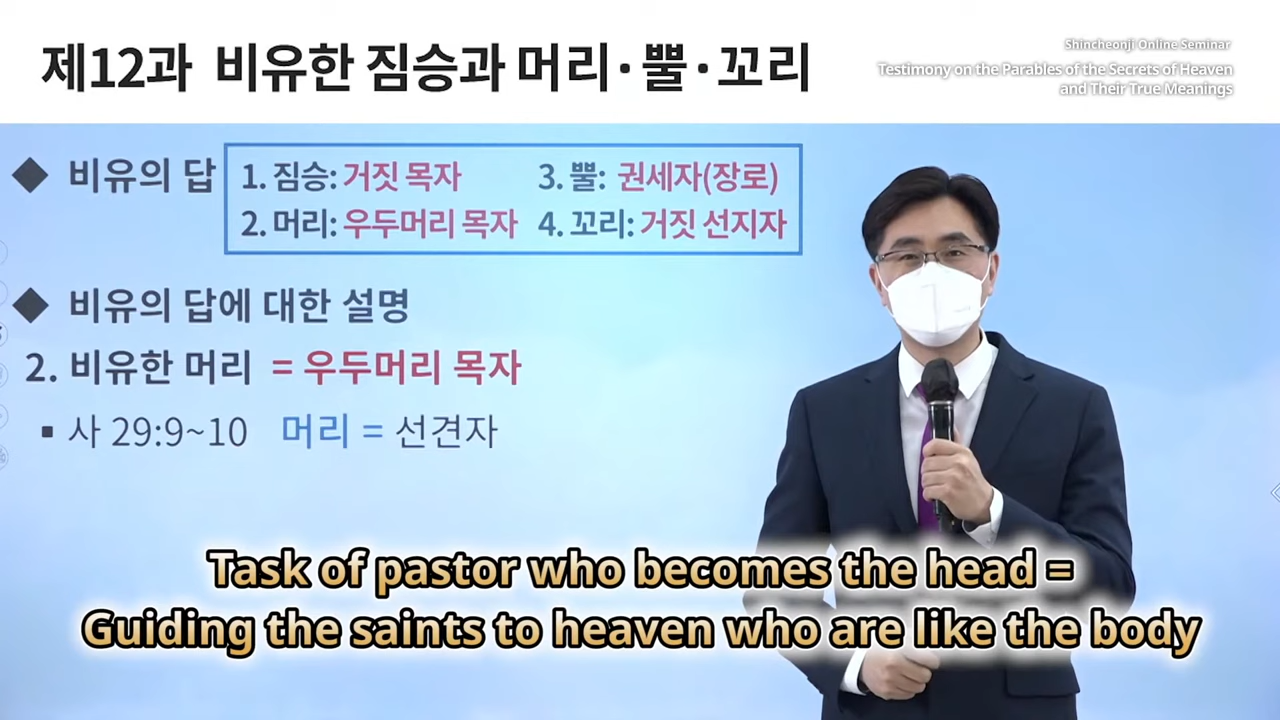 제12과 비유한 짐승과 머리·뿔·꼬리
Shincheonji Online Seminar
Testimony on the Parables of the Secrets of Heaven
and Their True Meanings
◆ 비유의 답
1. 짐승: 거짓 목자
3. 뿔: 권세자(장로)
2. 머리: 우두머리 목자
4. 꼬리: 거짓 선지자
◆ 비유의 답에 대한 설명
2. 비유한 머리 = 우두머리 목자
▪ 사 29:9~10 머리 = 선견자
Task of pastor who becomes the head =
Guiding the saints to heaven who are like the body